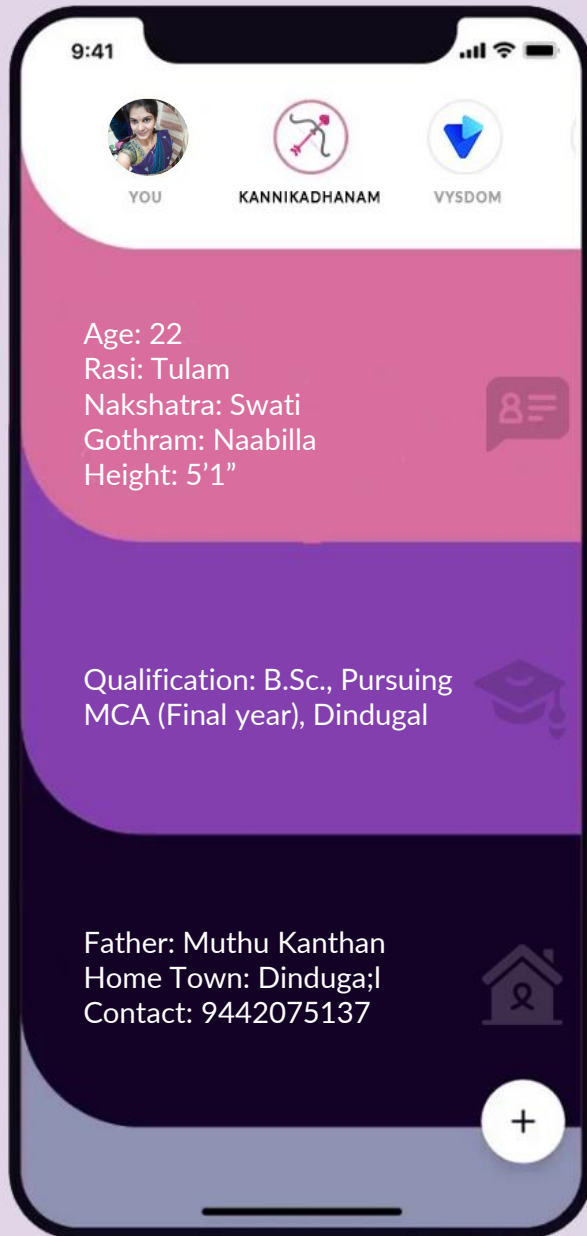 9:41
YOU
KANNIKADHANAM
VYSDOM
Age: 22
Rasi: Tulam
Nakshatra: Swati
Gothram: Naabilla
Height: 5’1”
Qualification: B.Sc., Pursuing
MCA (Final year), Dindugal
Father: Muthu Kanthan
Home Town: Dinduga;l
Contact: 9442075137